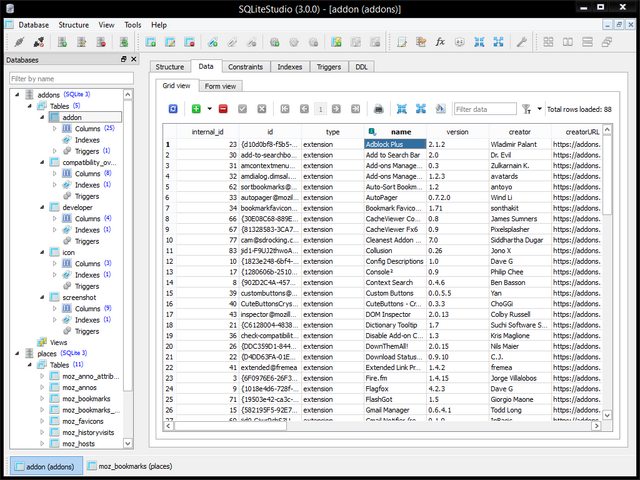 SQLiteStudio (3.0.0) - [addon (addons)]
Database Structure View Tools Help
Databases
Filter by name
addons (SQLite 3)
Tables (5)
addon
Columns (25)
Indexes
Triggers (1)
compatibility_ov...
Columns (8)
Indexes (1)
Triggers
developer
Columns (4)
Indexes (1)
Triggers
icon
Columns (3)
Indexes (1)
Triggers
screenshot
Columns (9)
Indexes (1)
Triggers
Views
places (SQLite 3)
Tables (11)
moz_anno_attrib...
moz_annos
moz_bookmarks
moz_bookmarks_...
moz_favicons
moz_historyvisits
moz_hosts
Structure Data Constraints Indexes Triggers DDL
Grid view Form view
1 Filter data Total rows loaded: 88
internal_id id type name version creator creatorURL
1 23 {d10d0bf8-f5b5-... extension Adblock Plus 2.1.2 Wladimir Palant https://addons.
2 30 add-to-searchbo... extension Add to Search Bar 2.0 Dr. Evil https://addons.
3 31 amcontextmenu... extension Add-ons Manage... 0.3 Zulkarnain K. https://addons.
4 32 amdialog.dimsal... extension Add-ons Manage... 1.2.3 avatards https://addons.
5 62 sortbookmarks@... extension Auto-Sort Bookm... 1.2 antoyo https://addons.
6 33 autopager@mozil... extension AutoPager 0.7.2.0 Wind Li https://addons.
7 34 bookmarkfavicon... extension Bookmark Favico... 1.71 sonthakit https://addons.
8 66 {30E08C68-889E... extension CacheViewer Co... 0.8 James Sumners https://addons.
9 67 {81328583-3CA7... extension CacheViewer Fx6 0.9 Pixelsplasher https://addons.
10 77 cam@sdrocking.c... extension Cleanest Addon ... 7.0 Siddhartha Dugar https://addons.
11 83 jid1-F9UJ2thwoA... extension Collusion 0.26 Jono X https://addons.
12 10 {1823e248-6bf4-... extension Config Descriptions 1.0 Dave G https://addons.
13 17 {1280606b-2510... extension Console² 0.9 Philip Chee https://addons.
14 8 {902D2C4A-457... extension Context Search 0.4.6 Ben Basson https://addons.
15 39 custombuttons@... extension Custom Buttons 0.0.5.5 Yan https://addons.
16 40 CuteButtonsCrys... extension CuteButtons - Cr... 0.3.3 ChoGGi https://addons.
17 43 inspector@mozill... extension DOM Inspector 2.0.13 Colby Russell https://addons.
18 21 {C6128004-4838... extension Dictionary Tooltip 1.7 Suchi Software S... https://addons.
19 36 check-compatibilit... extension Disable Add-on C... 1.3 Kris Maglione https://addons.
20 26 {DDC359D1-844... extension DownThemAll! 2.0.15 Nils Maier https://addons.
21 22 {D4DD63FA-01E... extension Download Status... 0.9.10 C.J. https://addons.
22 41 extended@fremea extension Extended Link Pr... 1.4.2 fremea https://addons.
23 3 {6F0976E6-26F3... extension Fire.fm 1.4.15 Jorge Villalobos https://addons.
24 9 {1018e4d6-728f-... extension Flagfox 4.2.3 Dave G https://addons.
25 71 {19503e42-ca3c-... extension FlashGot 1.5 Giorgio Maone https://addons.
26 15 {582195F5-92E7... extension Gmail Manager 0.6.4.1 Todd Long https://addons.
addon (addons) moz_bookmarks (places)